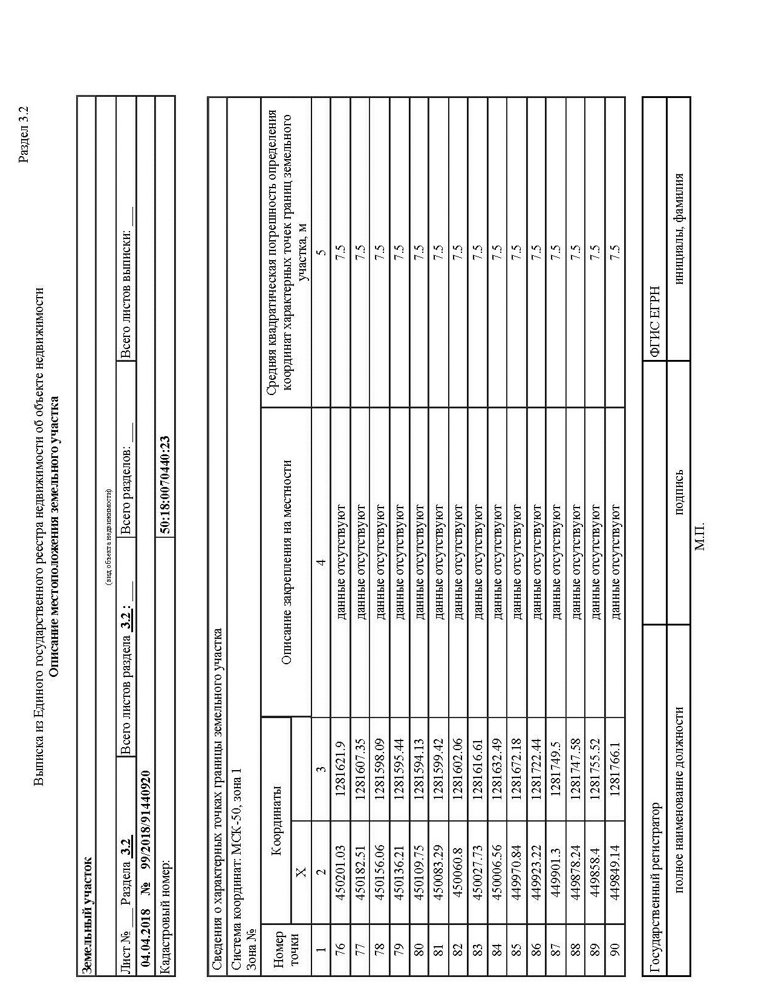 Раздел 3.2
Выписка из Единого государственного реестра недвижимости об объекте недвижимости
Описание местоположения земельного участка
Земельный участок
(вид объекта недвижимости)
Лист № ___ Раздела 3.2 Всего листов раздела 3.2 : ___ Всего разделов: ___ Всего листов выписки: ___
04.04.2018 № 99/2018/91440920
Кадастровый номер: 50:18:0070440:23
Сведения о характерных точках границы земельного участка
Система координат: МСК-50, зона 1
Зона №
Номер точки Координаты Описание закрепления на местности Средняя квадратическая погрешность определения
координат характерных точек границ земельного
участка, м
X
1 2 3 4 5
76 450201.03 1281621.9 данные отсутствуют 7.5
77 450182.51 1281607.35 данные отсутствуют 7.5
78 450156.06 1281598.09 данные отсутствуют 7.5
79 450136.21 1281595.44 данные отсутствуют 7.5
80 450109.75 1281594.13 данные отсутствуют 7.5
81 450083.29 1281599.42 данные отсутствуют 7.5
82 450060.8 1281602.06 данные отсутствуют 7.5
83 450027.73 1281616.61 данные отсутствуют 7.5
84 450006.56 1281632.49 данные отсутствуют 7.5
85 449970.84 1281672.18 данные отсутствуют 7.5
86 449923.22 1281722.44 данные отсутствуют 7.5
87 449901.3 1281749.5 данные отсутствуют 7.5
88 449878.24 1281747.58 данные отсутствуют 7.5
89 449858.4 1281755.52 данные отсутствуют 7.5
90 449849.14 1281766.1 данные отсутствуют 7.5
Государственный регистратор ФГИС ЕГРН
полное наименование должности подпись инициалы, фамилия
М.П.